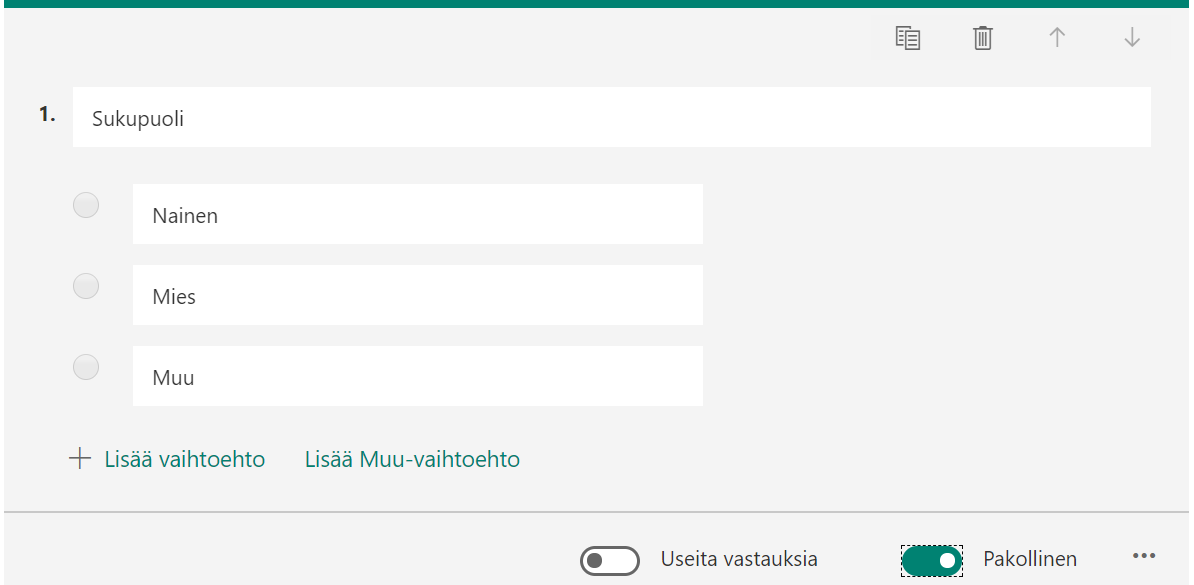 1. Sukupuoli
Nainen
Mies
Muu
Lisää vaihtoehto Lisää Muu-vaihtoehto
Useita vastauksia Pakollinen